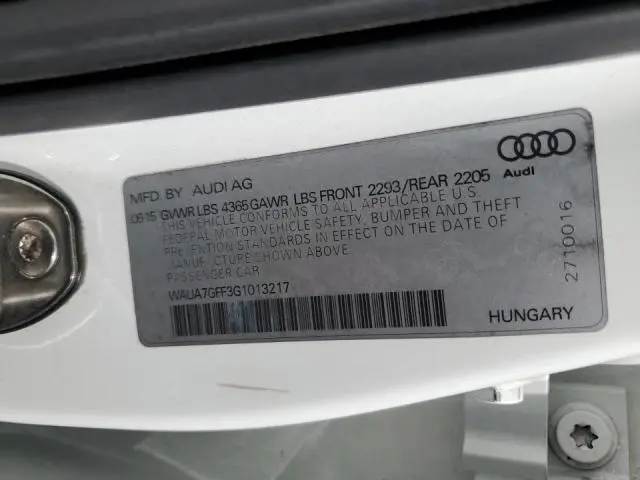 MFD BY AUDI AG
06 15 GVWR LBS 4365 GAWR LBS FRONT 2293/REAR 2205
THIS VEHICLE CONFORMS TO ALL APPLICABLE U.S.
FEDERAL MOTOR VEHICLE SAFETY, BUMPER AND THEFT
PREVENTION STANDARDS IN EFFECT ON THE DATE OF
MANUFACTURE SHOWN ABOVE.
PASSENGER CAR
WAUA7GFF3G1013217
HUNGARY
Audi
2710016